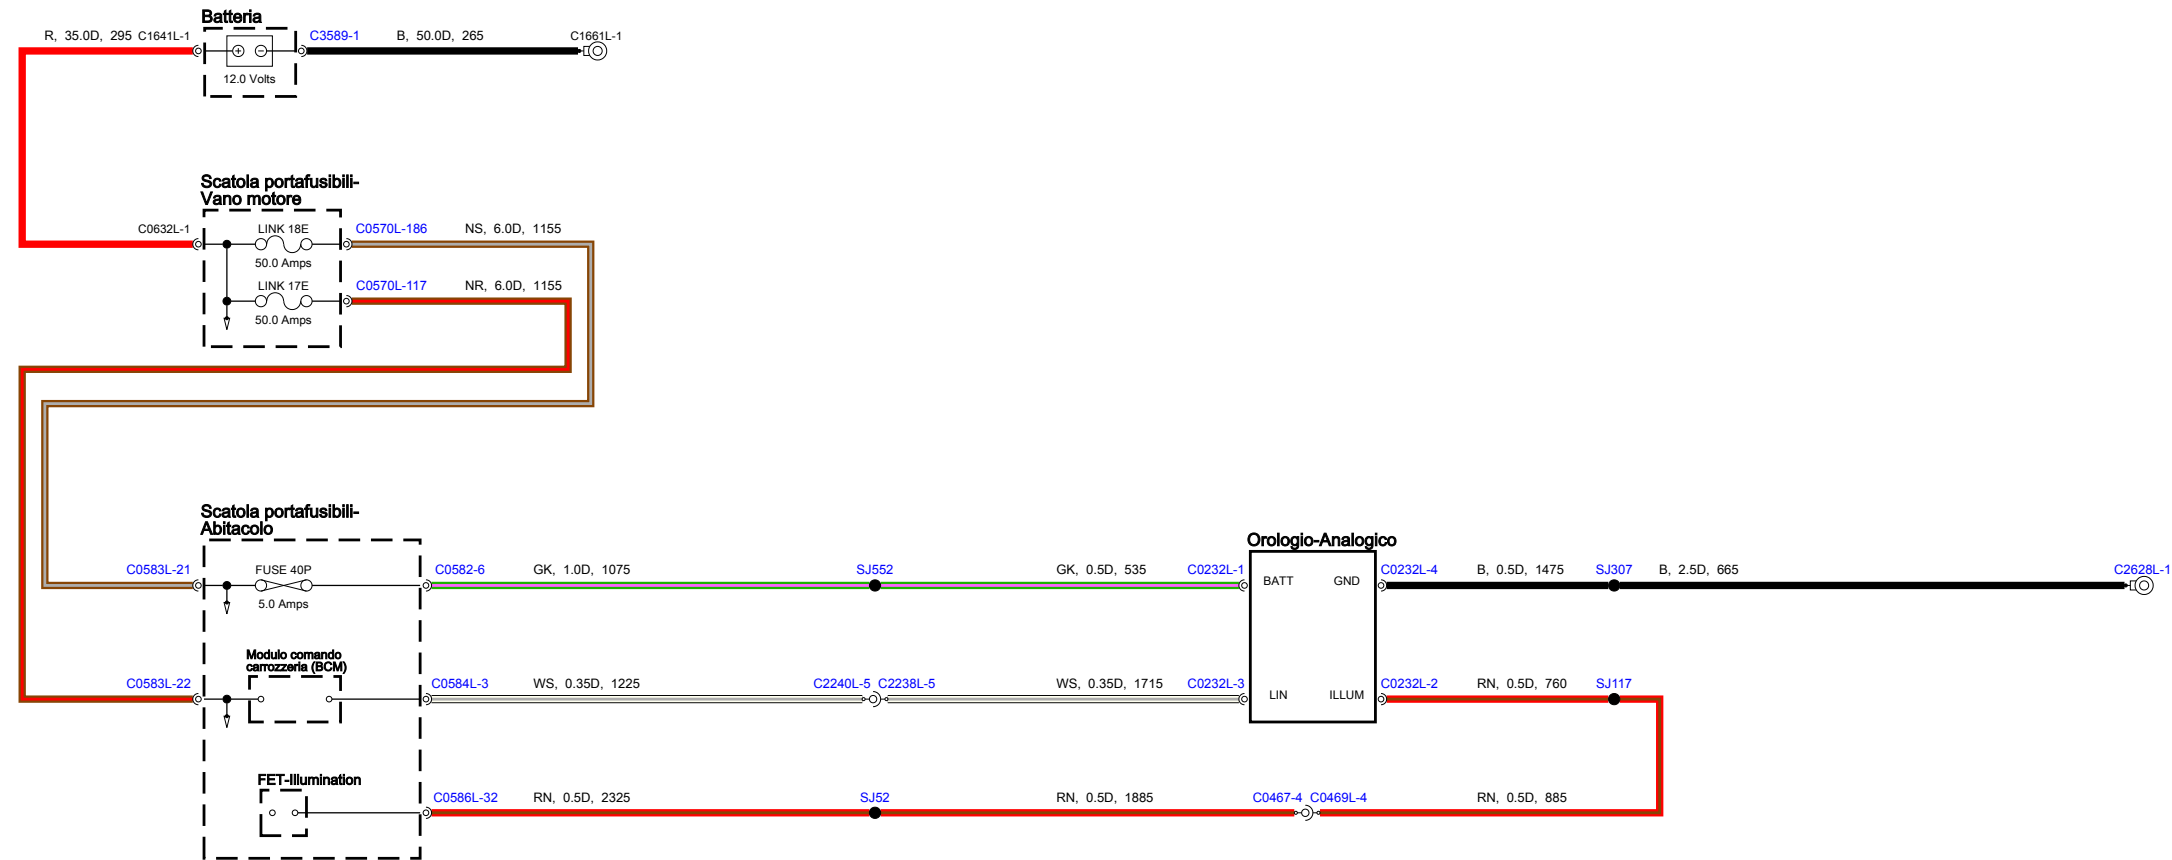 Batteria
R, 35.0D, 295 C1641L-1
C3589-1 B, 50.0D, 265 C1661L-1
12.0 Volts
Scatola portafusibili-
Vano motore
C0632L-1 LINK 18E C0570L-186 NS, 6.0D, 1155
50.0 Amps
LINK 17E C0570L-117 NR, 6.0D, 1155
50.0 Amps
Scatola portafusibili-
Abitacolo
Orologio-Analogico
C0583L-21 FUSE 40P C0582-6 GK, 1.0D, 1075 SJ552 GK, 0.5D, 535 C0232L-1 BATT GND C0232L-4 B, 0.5D, 1475 SJ307 B, 2.5D, 665 C2628L-1
5.0 Amps
Modulo comando
carrozzeria (BCM)
C0583L-22 C0584L-3 WS, 0.35D, 1225 C2240L-5 C2238L-5 WS, 0.35D, 1715 C0232L-3 LIN ILLUM C0232L-2 RN, 0.5D, 760 SJ117
FET-Illumination
C0586L-32 RN, 0.5D, 2325 SJ52 RN, 0.5D, 1885 C0467-4 C0469L-4 RN, 0.5D, 885